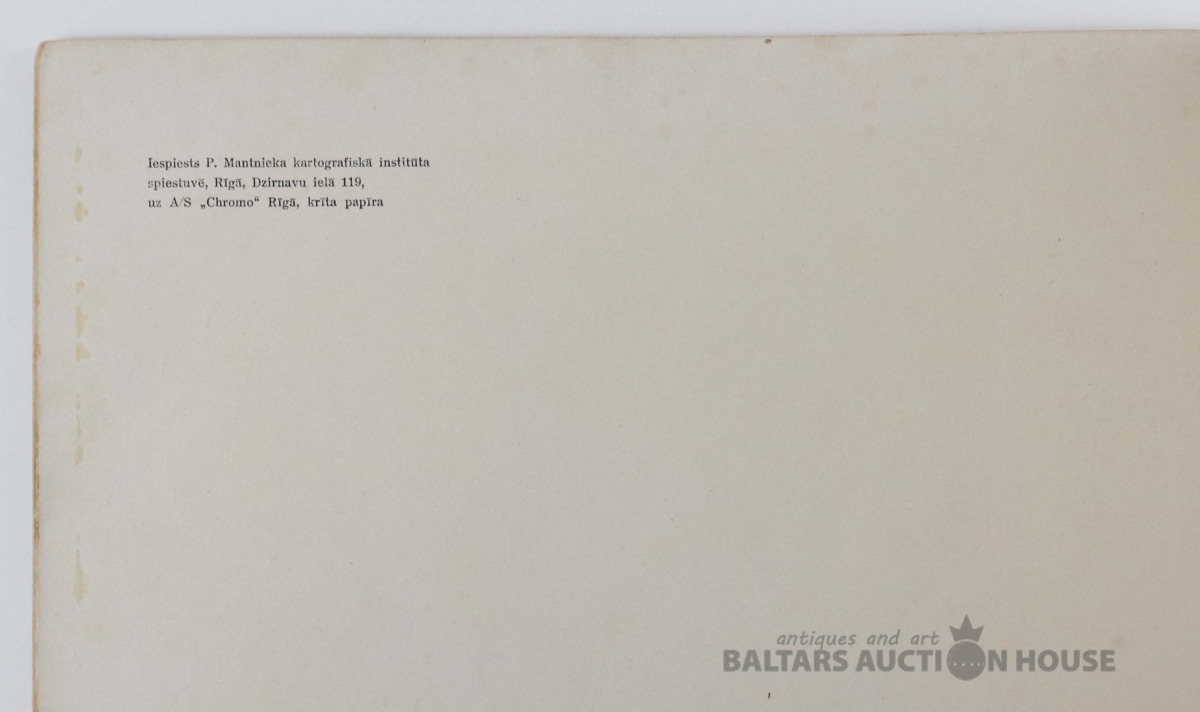 Iespiests P. Mantnieka kartografiskā institūta
spiestuvē, Rīgā, Dzirnavu ielā 119,
uz A/S „Chromo“ Rīgā, krīta papīra
antiques and art
BALTARS AUCTION HOUSE